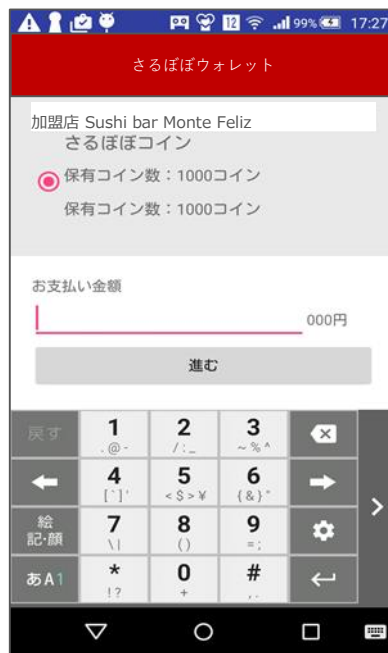 99% 17:27
さるぼぼウォレット
加盟店 Sushi bar Monte Feliz
さるぼぼコイン
保有コイン数：1000コイン
保有コイン数：1000コイン
お支払い金額
000円
進む
戻す 1 2 3
. @ - / : _ ~ % ^
4 5 6
[ ` ] ' < $ > ¥ { & } "
絵
記・顔 7 8 9
\ | ( ) = ;
あA1 * 0 #
! ? + , .